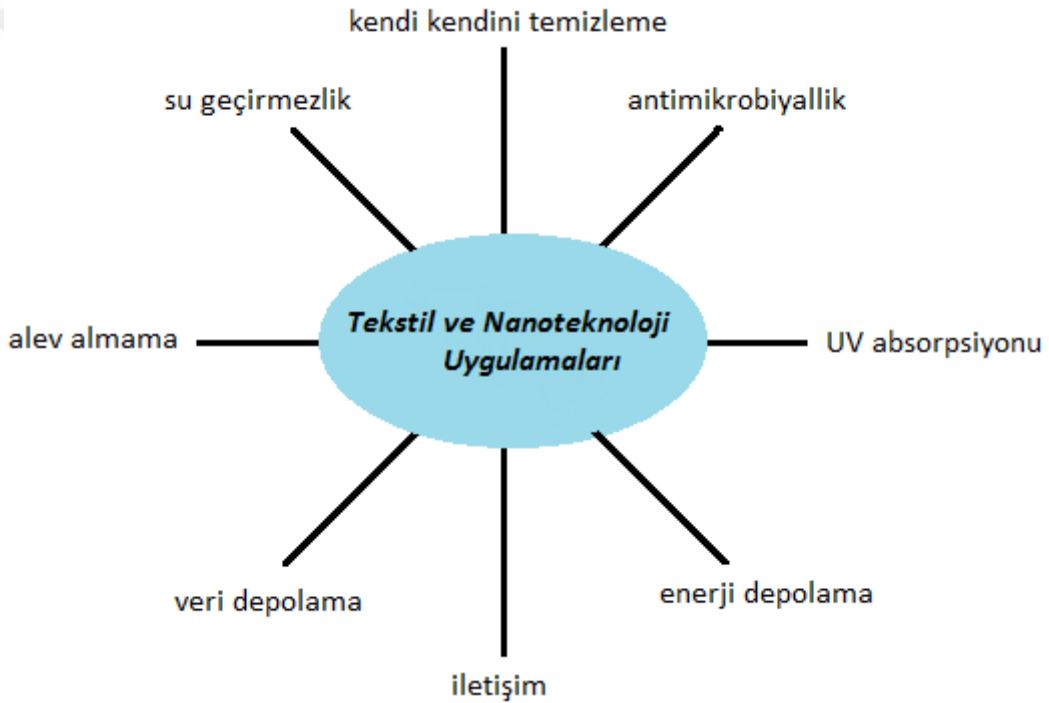 kendi kendini temizleme
su geçirmezlik
antimikrobiyallik
Tekstil ve Nanoteknoloji
Uygulamaları
alev almama
UV absorpsiyonu
veri depolama
enerji depolama
iletişim